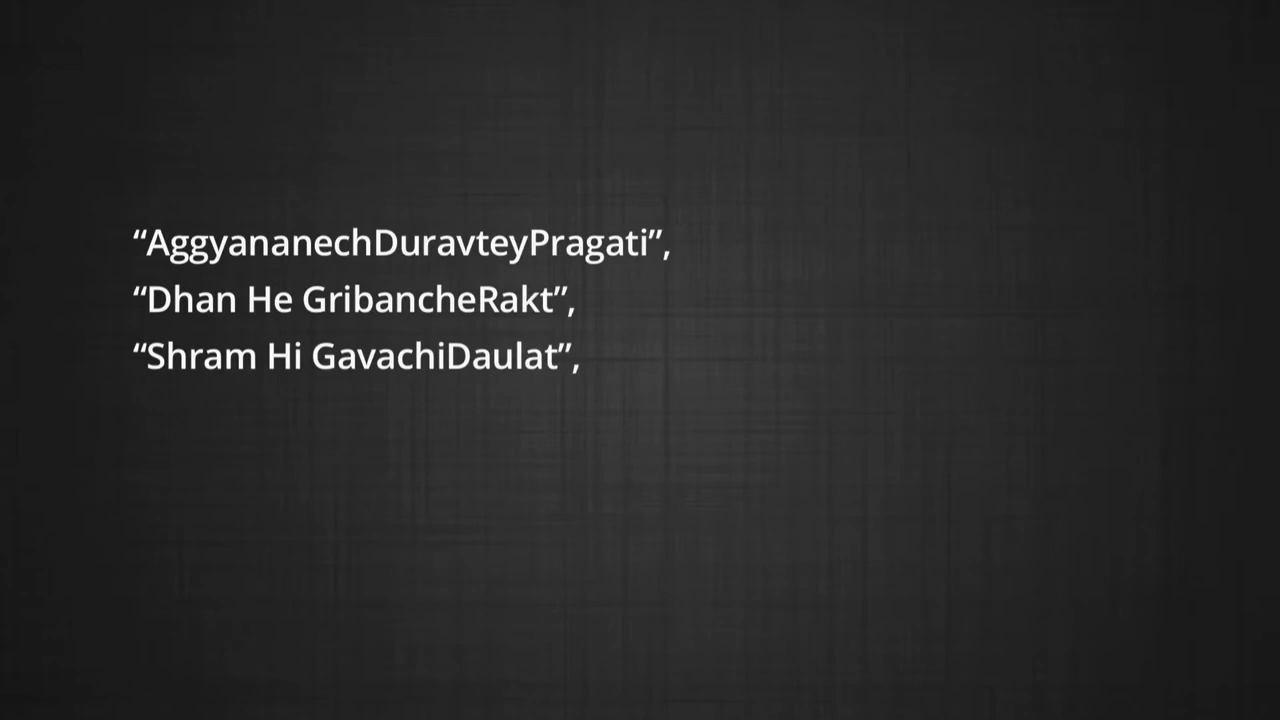 “AggyananechDuravteyPragati”,
“Dhan He GribancheRakt”,
“Shram Hi GavachiDaulat”,